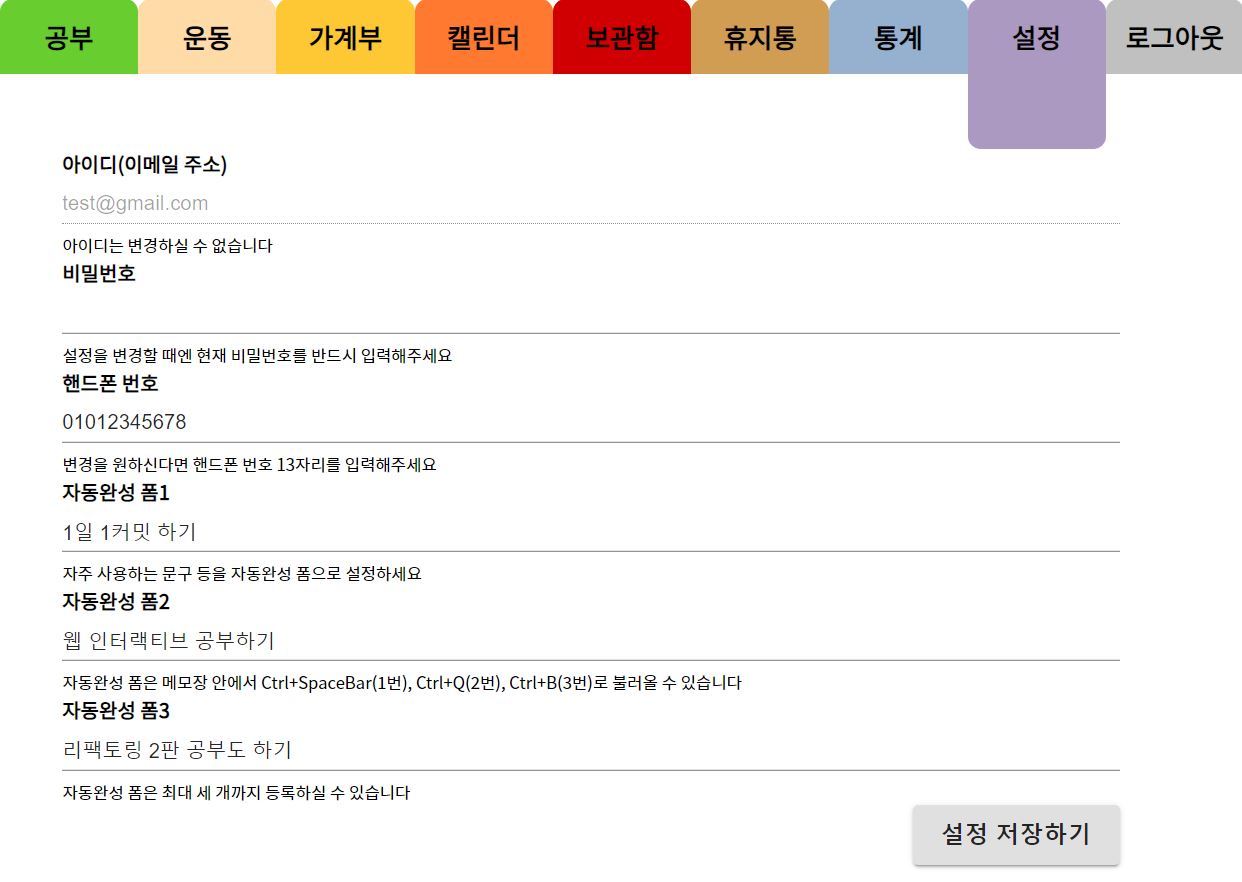 공부 운동 가계부 캘린더 보관함 휴지통 통계 설정 로그아웃
아이디(이메일 주소)
test@gmail.com
아이디는 변경하실 수 없습니다
비밀번호
설정을 변경할 때엔 현재 비밀번호를 반드시 입력해주세요
핸드폰 번호
01012345678
변경을 원하신다면 핸드폰 번호 13자리를 입력해주세요
자동완성 폼1
1일 1커밋 하기
자주 사용하는 문구 등을 자동완성 폼으로 설정하세요
자동완성 폼2
웹 인터랙티브 공부하기
자동완성 폼은 메모장 안에서 Ctrl+SpaceBar(1번), Ctrl+Q(2번), Ctrl+B(3번)로 불러올 수 있습니다
자동완성 폼3
리팩토링 2판 공부도 하기
자동완성 폼은 최대 세 개까지 등록하실 수 있습니다
설정 저장하기